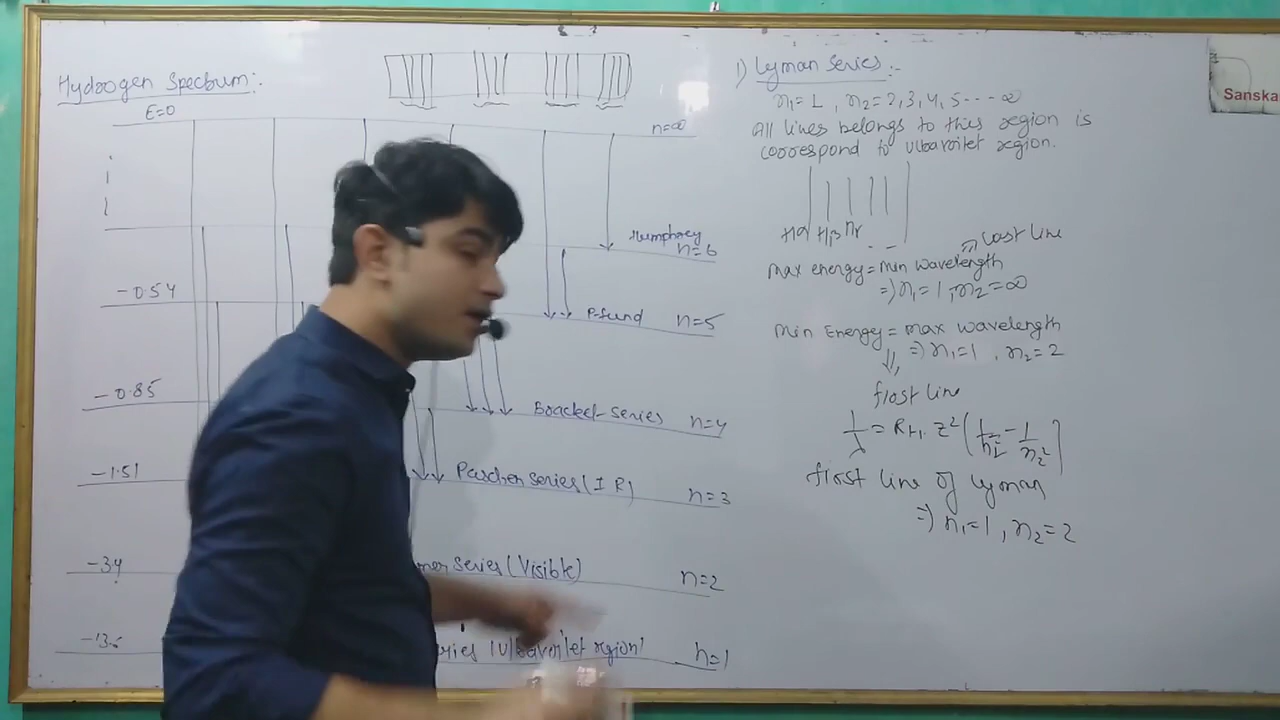 Hydrogen Spectrum:-
E=0
n=∞
Humphrey
n=6
-0.54
P-fund n=5
-0.85
Bracket-series n=4
-1.51
Paschen series (I R) n=3
-3.4
mer series (Visible) n=2
-13.6
ries (Ultraviolet region) n=1
1) Lyman Series:-
n₁=1, n₂=2,3,4,5---∞
All lines belongs to this region is
correspond to ultraviolet region.
Hα Hβ Hγ - -
Last line
max energy = min wavelength
⇒ n₁=1, n₂=∞
min Energy = max wavelength
⇒ n₁=1, n₂=2
first line
1/λ = R_H. z² (1/n₁² - 1/n₂²)
first line of Lyman
⇒ n₁=1, n₂=2
Sanska